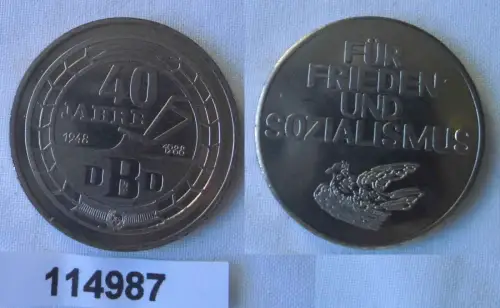 40
JAHRE
1948 1988
DBD
FÜR
FRIEDEN
UND
SOZIALISMUS
114987